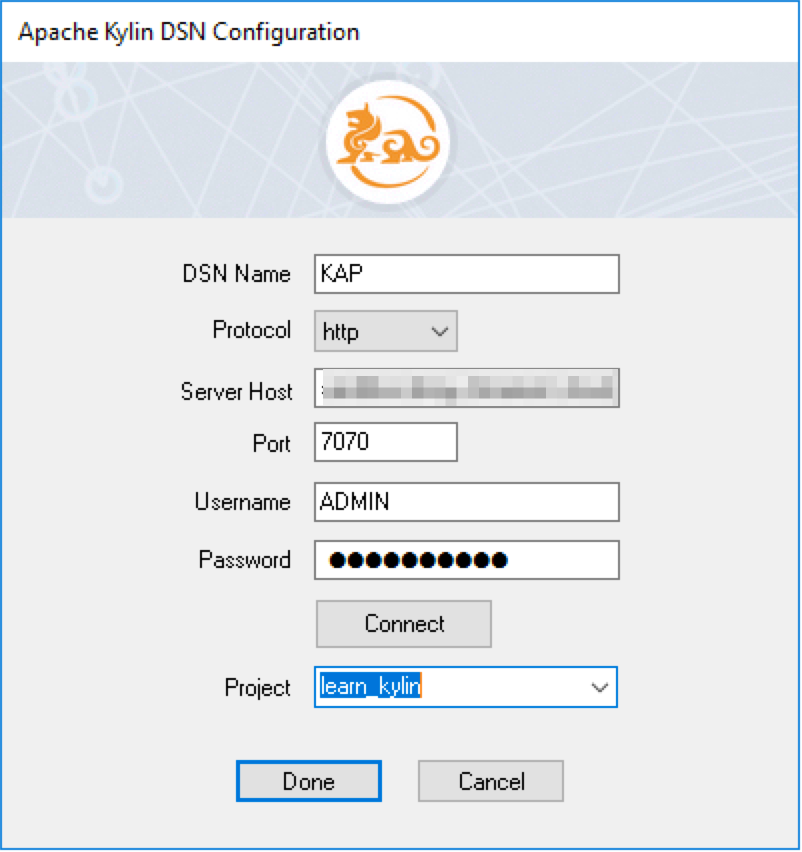 Apache Kylin DSN Configuration
DSN Name KAP
Protocol http
Server Host
Port 7070
Username ADMIN
Password ●●●●●●●●●●
Connect
Project learn_kylin
Done Cancel